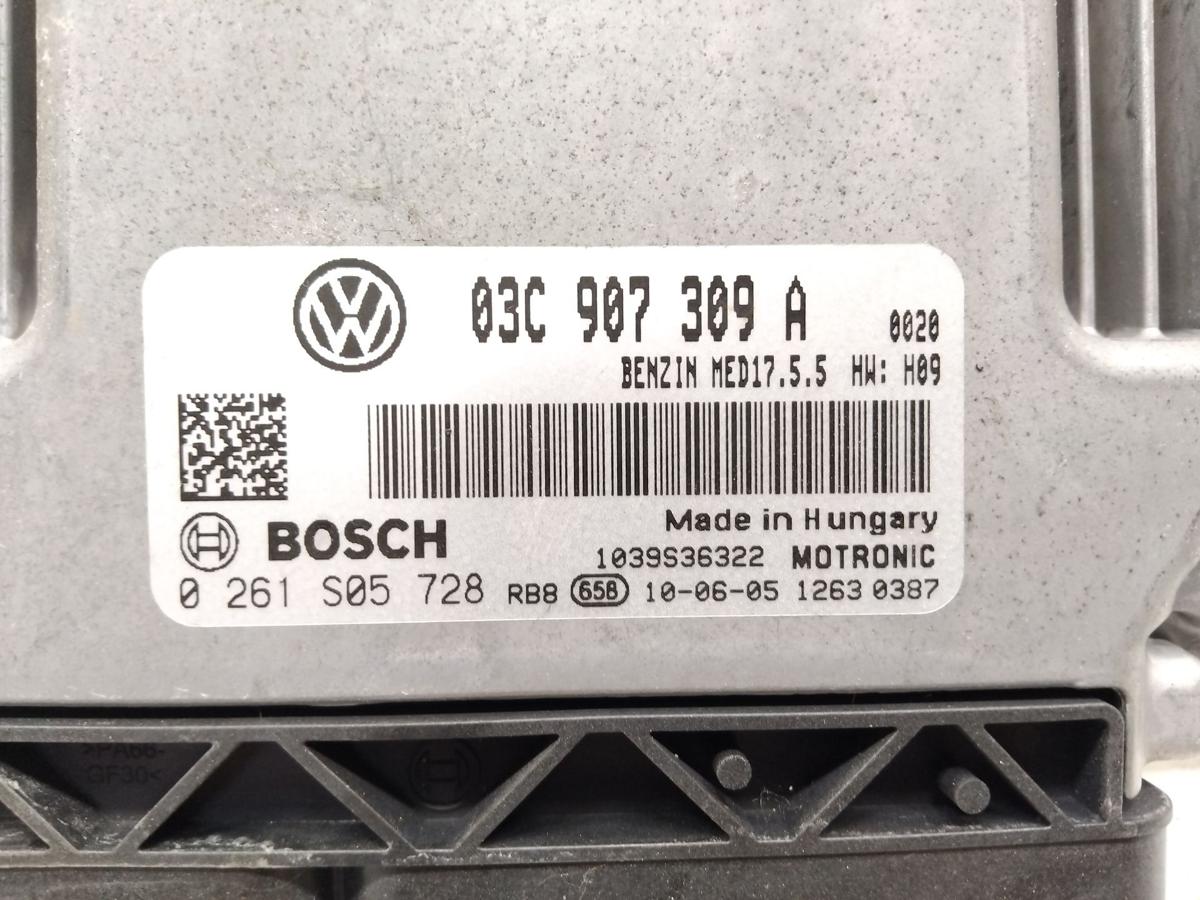 03C 907 309 A 0020
BENZIN MED17.5.5 HW: H09
BOSCH
Made in Hungary
1039S36322 MOTRONIC
0 261 S05 728 RB8 658 10-06-05 1263 0387
>PA66-
GF30<